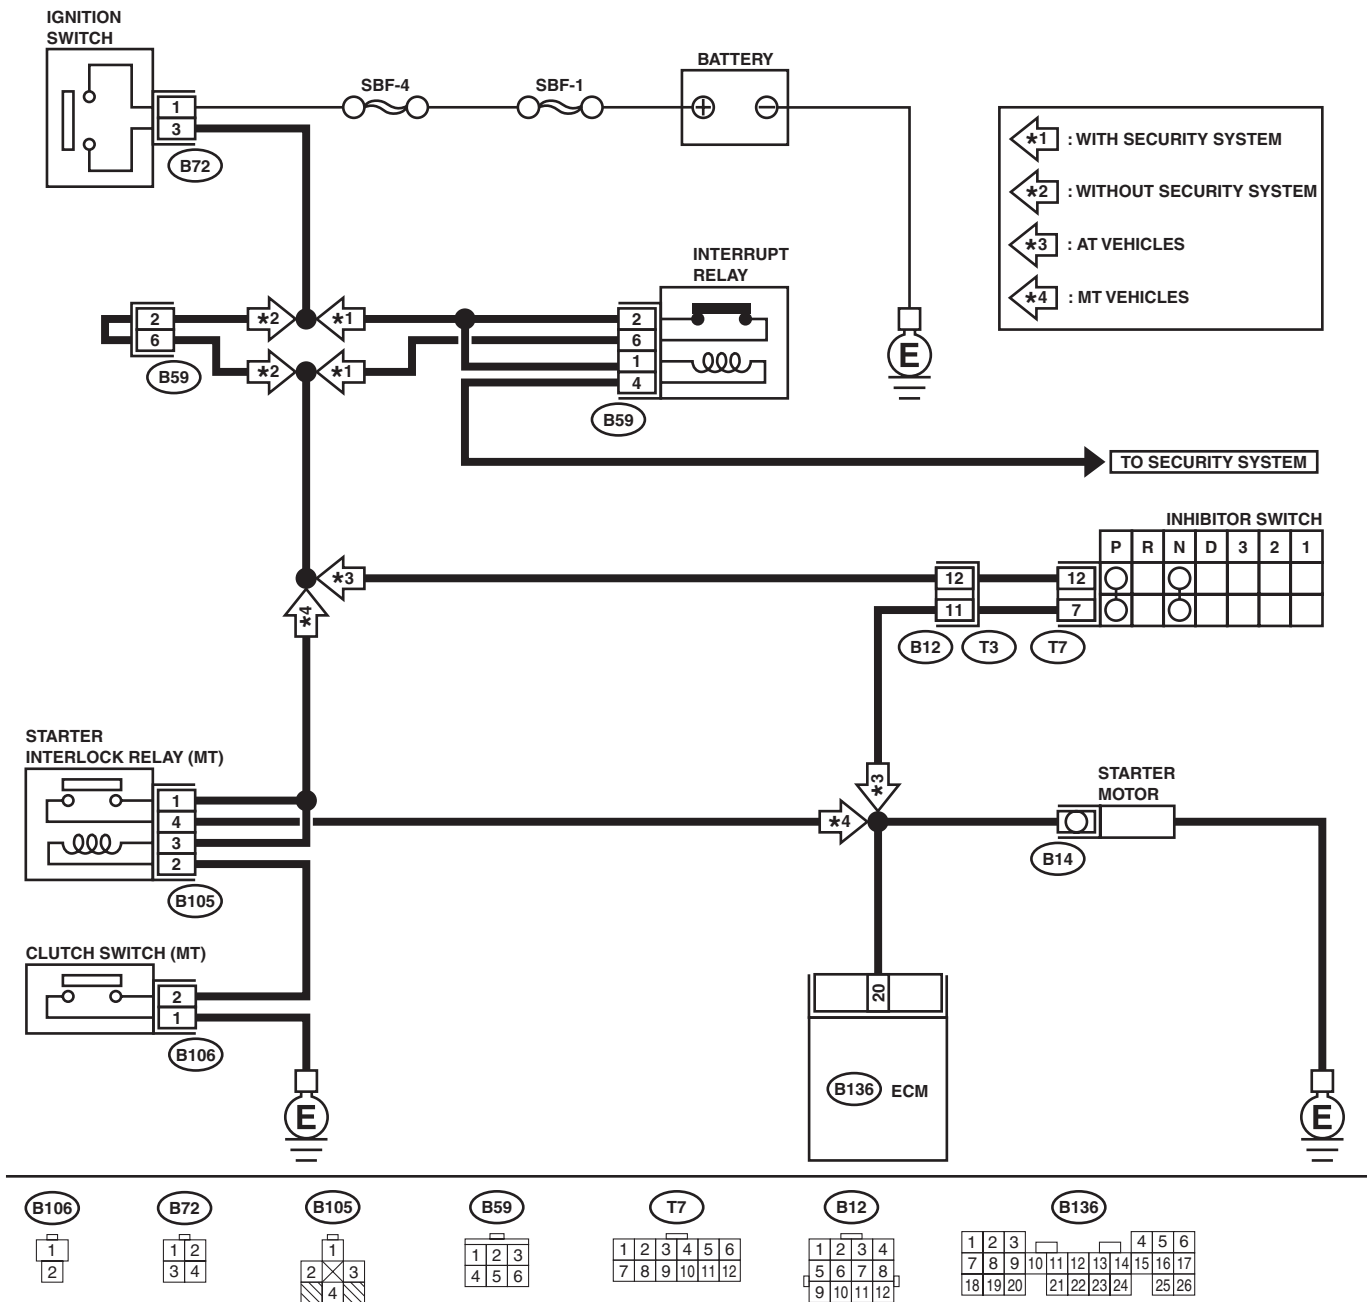 IGNITION
SWITCH
1
3
B72
SBF-4
SBF-1
BATTERY
+
−
*1 : WITH SECURITY SYSTEM
*2 : WITHOUT SECURITY SYSTEM
*3 : AT VEHICLES
*4 : MT VEHICLES
E
INTERRUPT
RELAY
2
6
B59
*2
*1
*2
*1
2
6
1
4
B59
TO SECURITY SYSTEM
INHIBITOR SWITCH
P R N D 3 2 1
*3
12
11
12
7
B12
T3
T7
*4
STARTER
INTERLOCK RELAY (MT)
1
4
3
2
B105
*3
*4
STARTER
MOTOR
B14
CLUTCH SWITCH (MT)
2
1
B106
E
20
B136 ECM
E
B106
1
2
B72
1 2
3 4
B105
1
2 3
4
B59
1 2 3
4 5 6
T7
1 2 3 4 5 6
7 8 9 10 11 12
B12
1 2 3 4
5 6 7 8
9 10 11 12
B136
1 2 3 4 5 6
7 8 9 10 11 12 13 14 15 16 17
18 19 20 21 22 23 24 25 26